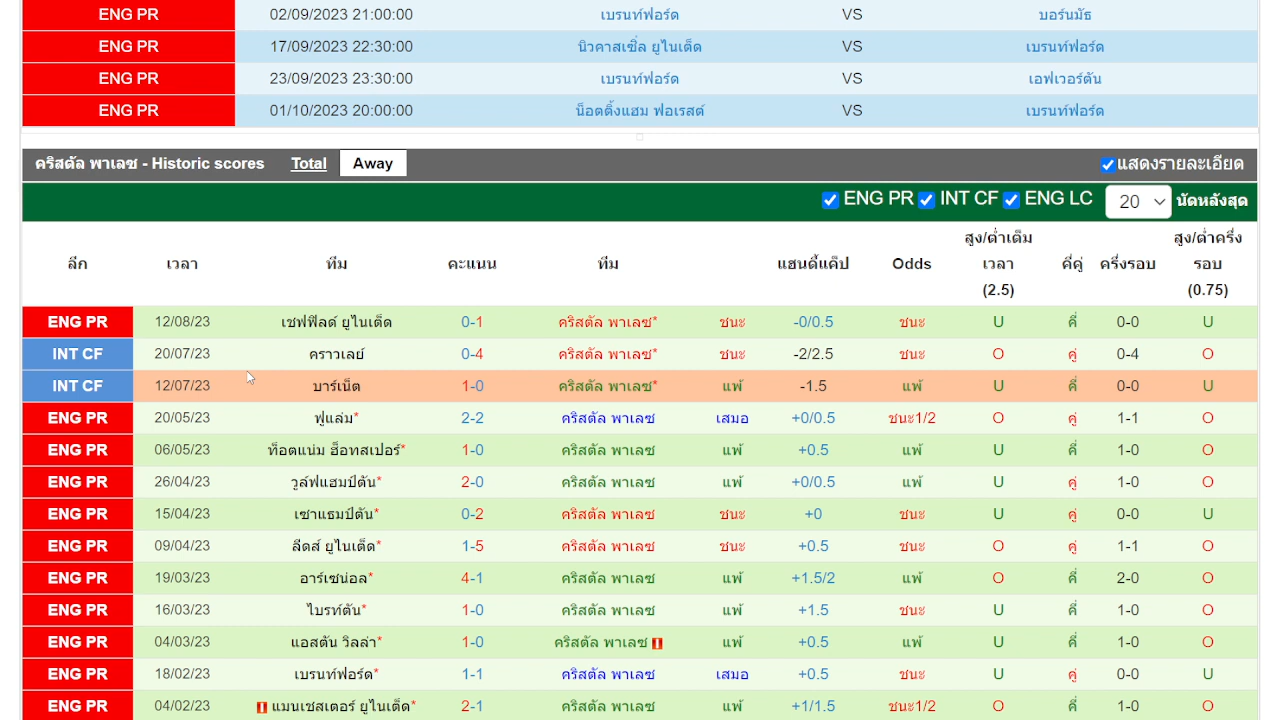 ENG PR 02/09/2023 21:00:00 เบรนท์ฟอร์ด VS บอร์นมัธ
ENG PR 17/09/2023 22:30:00 นิวคาสเซิ่ล ยูไนเต็ด VS เบรนท์ฟอร์ด
ENG PR 23/09/2023 23:30:00 เบรนท์ฟอร์ด VS เอฟเวอร์ตัน
ENG PR 01/10/2023 20:00:00 น็อตติ้งแฮม ฟอเรสต์ VS เบรนท์ฟอร์ด
คริสตัล พาเลซ - Historic scores Total Away แสดงรายละเอียด
ENG PR INT CF ENG LC 20 นัดหลังสุด
ลีก เวลา ทีม คะแนน ทีม แฮนดี้แค็ป Odds สูง/ต่ำเต็มเวลา (2.5) คี่คู่ ครึ่งรอบ สูง/ต่ำครึ่งรอบ (0.75)
ENG PR 12/08/23 เชฟฟิลด์ ยูไนเต็ด 0-1 คริสตัล พาเลซ* ชนะ -0/0.5 ชนะ U คี่ 0-0 U
INT CF 20/07/23 คราวเลย์ 0-4 คริสตัล พาเลซ* ชนะ -2/2.5 ชนะ O คู่ 0-4 O
INT CF 12/07/23 บาร์เน็ต 1-0 คริสตัล พาเลซ* แพ้ -1.5 แพ้ U คี่ 0-0 U
ENG PR 20/05/23 ฟูแล่ม* 2-2 คริสตัล พาเลซ เสมอ +0/0.5 ชนะ1/2 O คู่ 1-1 O
ENG PR 06/05/23 ท็อตแน่ม ฮ็อทสเปอร์* 1-0 คริสตัล พาเลซ แพ้ +0.5 แพ้ U คี่ 1-0 O
ENG PR 26/04/23 วูล์ฟแฮมป์ตัน* 2-0 คริสตัล พาเลซ แพ้ +0/0.5 แพ้ U คู่ 1-0 O
ENG PR 15/04/23 เซาแธมป์ตัน* 0-2 คริสตัล พาเลซ ชนะ +0 ชนะ U คู่ 0-0 U
ENG PR 09/04/23 ลีดส์ ยูไนเต็ด* 1-5 คริสตัล พาเลซ ชนะ +0.5 ชนะ O คู่ 1-1 O
ENG PR 19/03/23 อาร์เซน่อล* 4-1 คริสตัล พาเลซ แพ้ +1.5/2 แพ้ O คี่ 2-0 O
ENG PR 16/03/23 ไบรท์ตัน* 1-0 คริสตัล พาเลซ แพ้ +1.5 ชนะ U คี่ 1-0 O
ENG PR 04/03/23 แอสตัน วิลล่า* 1-0 คริสตัล พาเลซ แพ้ +0.5 แพ้ U คี่ 1-0 O
ENG PR 18/02/23 เบรนท์ฟอร์ด* 1-1 คริสตัล พาเลซ เสมอ +0.5 ชนะ U คู่ 0-0 U
ENG PR 04/02/23 แมนเชสเตอร์ ยูไนเต็ด* 2-1 คริสตัล พาเลซ แพ้ +1/1.5 ชนะ1/2 O คี่ 1-0 O